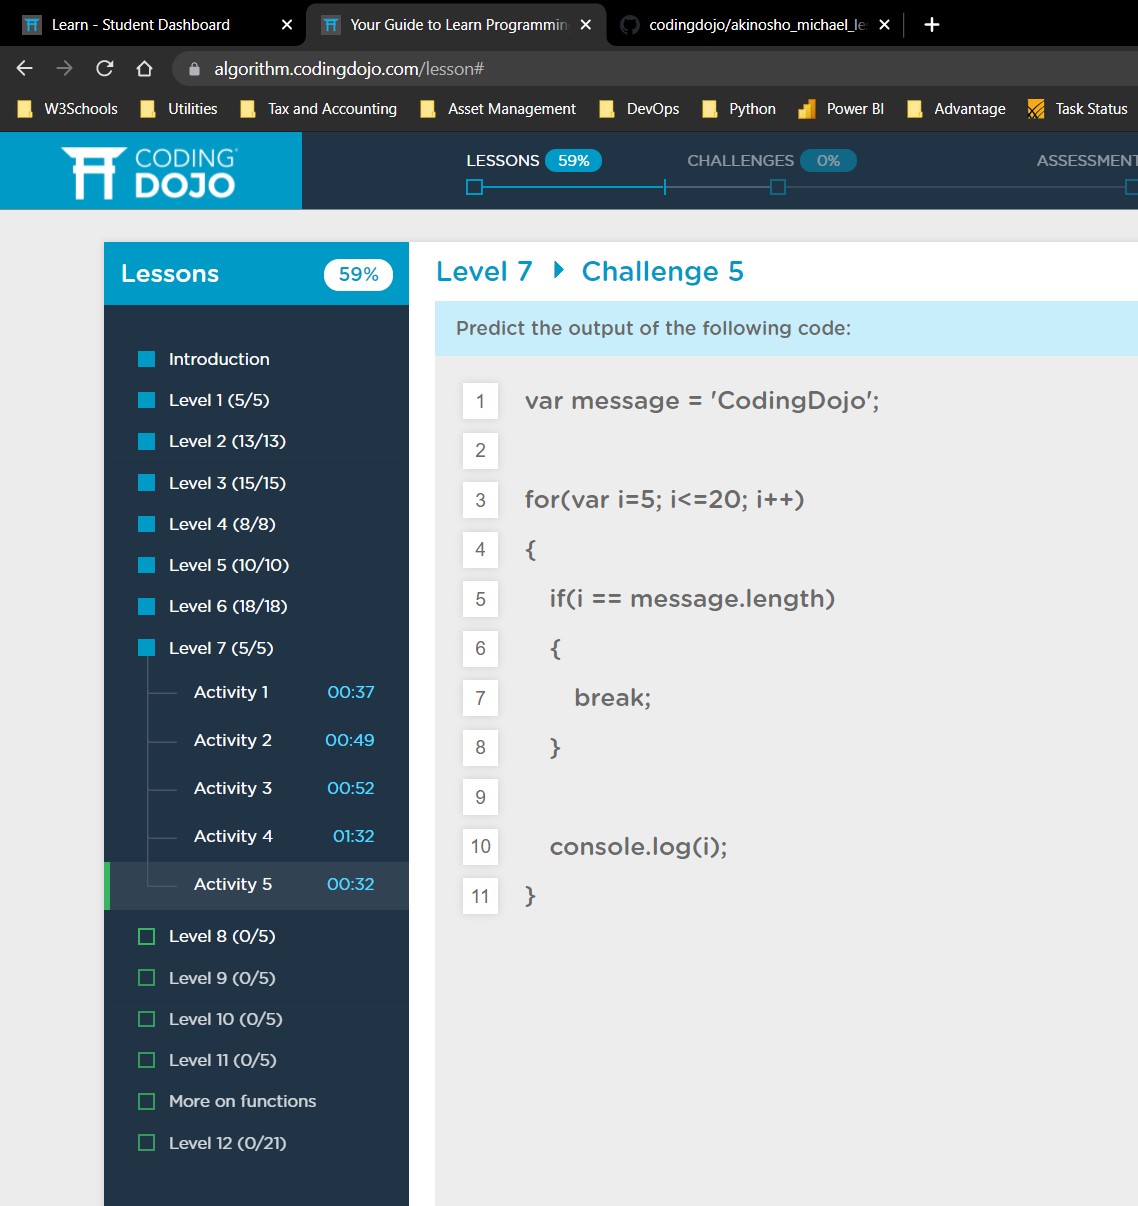 Learn - Student Dashboard
Your Guide to Learn Programmin
codingdojo/akinosho_michael_le
algorithm.codingdojo.com/lesson#
W3Schools Utilities Tax and Accounting Asset Management DevOps Python Power BI Advantage Task Status
CODING
DOJO
LESSONS 59% CHALLENGES 0% ASSESSMENT
Lessons 59%
Introduction
Level 1 (5/5)
Level 2 (13/13)
Level 3 (15/15)
Level 4 (8/8)
Level 5 (10/10)
Level 6 (18/18)
Level 7 (5/5)
Activity 1 00:37
Activity 2 00:49
Activity 3 00:52
Activity 4 01:32
Activity 5 00:32
Level 8 (0/5)
Level 9 (0/5)
Level 10 (0/5)
Level 11 (0/5)
More on functions
Level 12 (0/21)
Level 7 Challenge 5
Predict the output of the following code:
1 var message = 'CodingDojo';
2
3 for(var i=5; i<=20; i++)
4 {
5 if(i == message.length)
6 {
7 break;
8 }
9
10 console.log(i);
11 }